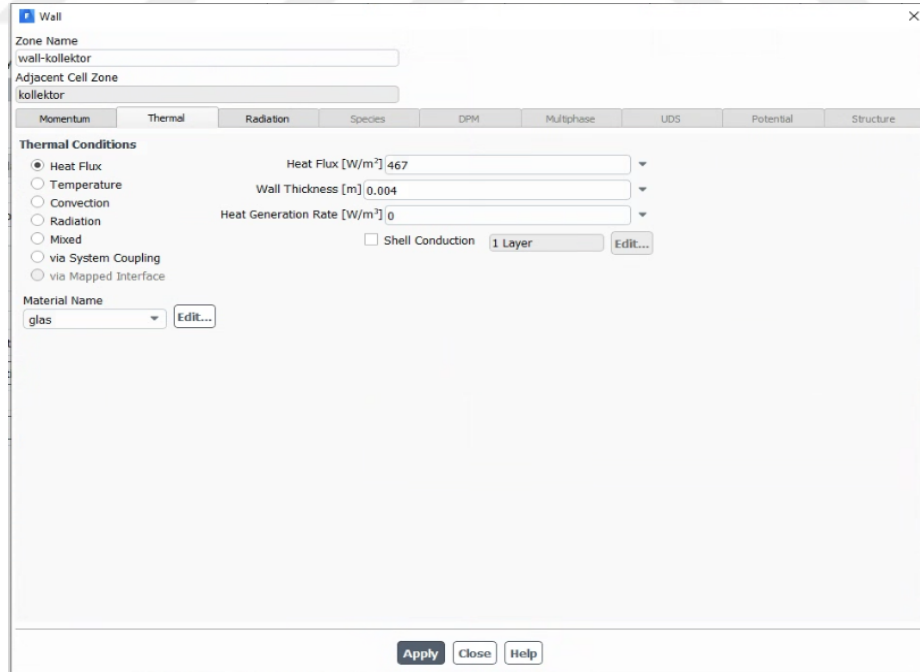 Wall
Zone Name
wall-kollektor
Adjacent Cell Zone
kollektor
Momentum Thermal Radiation Species DPM Multiphase UDS Potential Structure
Thermal Conditions
Heat Flux
Temperature
Convection
Radiation
Mixed
via System Coupling
via Mapped Interface
Heat Flux [W/m²] 467
Wall Thickness [m] 0.004
Heat Generation Rate [W/m³] 0
Shell Conduction 1 Layer Edit...
Material Name
glas Edit...
Apply Close Help